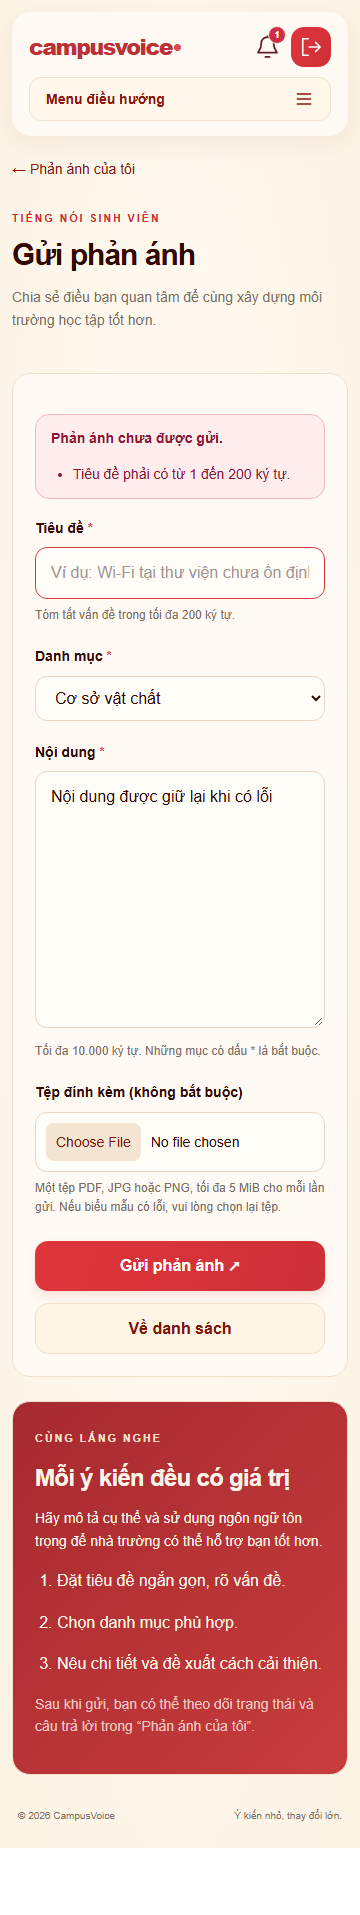 campusvoice
1
Menu điều hướng
← Phản ánh của tôi
TIẾNG NÓI SINH VIÊN
Gửi phản ánh
Chia sẻ điều bạn quan tâm để cùng xây dựng môi
trường học tập tốt hơn.
Phản ánh chưa được gửi.
• Tiêu đề phải có từ 1 đến 200 ký tự.
Tiêu đề *
Ví dụ: Wi-Fi tại thư viện chưa ổn địnl
Tóm tắt vấn đề trong tối đa 200 ký tự.
Danh mục *
Cơ sở vật chất
Nội dung *
Nội dung được giữ lại khi có lỗi
Tối đa 10.000 ký tự. Những mục có dấu * là bắt buộc.
Tệp đính kèm (không bắt buộc)
Choose File No file chosen
Một tệp PDF, JPG hoặc PNG, tối đa 5 MiB cho mỗi lần
gửi. Nếu biểu mẫu có lỗi, vui lòng chọn lại tệp.
Gửi phản ánh ↗
Về danh sách
CÙNG LẮNG NGHE
Mỗi ý kiến đều có giá trị
Hãy mô tả cụ thể và sử dụng ngôn ngữ tôn
trọng để nhà trường có thể hỗ trợ bạn tốt hơn.
1. Đặt tiêu đề ngắn gọn, rõ vấn đề.
2. Chọn danh mục phù hợp.
3. Nêu chi tiết và đề xuất cách cải thiện.
Sau khi gửi, bạn có thể theo dõi trạng thái và
câu trả lời trong “Phản ánh của tôi”.
© 2026 CampusVoice
Ý kiến nhỏ, thay đổi lớn.